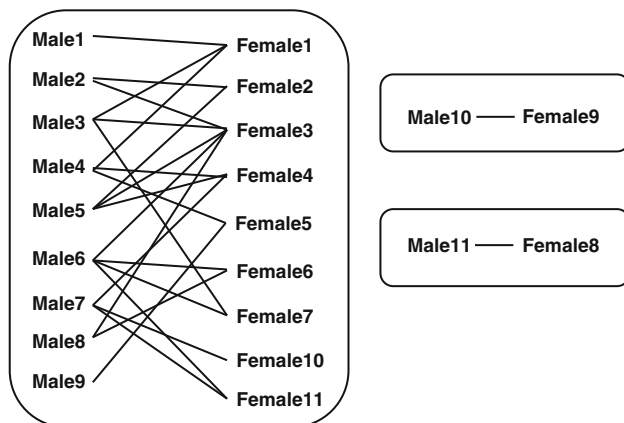 Male1
Male2
Male3
Male4
Male5
Male6
Male7
Male8
Male9
Female1
Female2
Female3
Female4
Female5
Female6
Female7
Female10
Female11
Male10 Female9
Male11 Female8